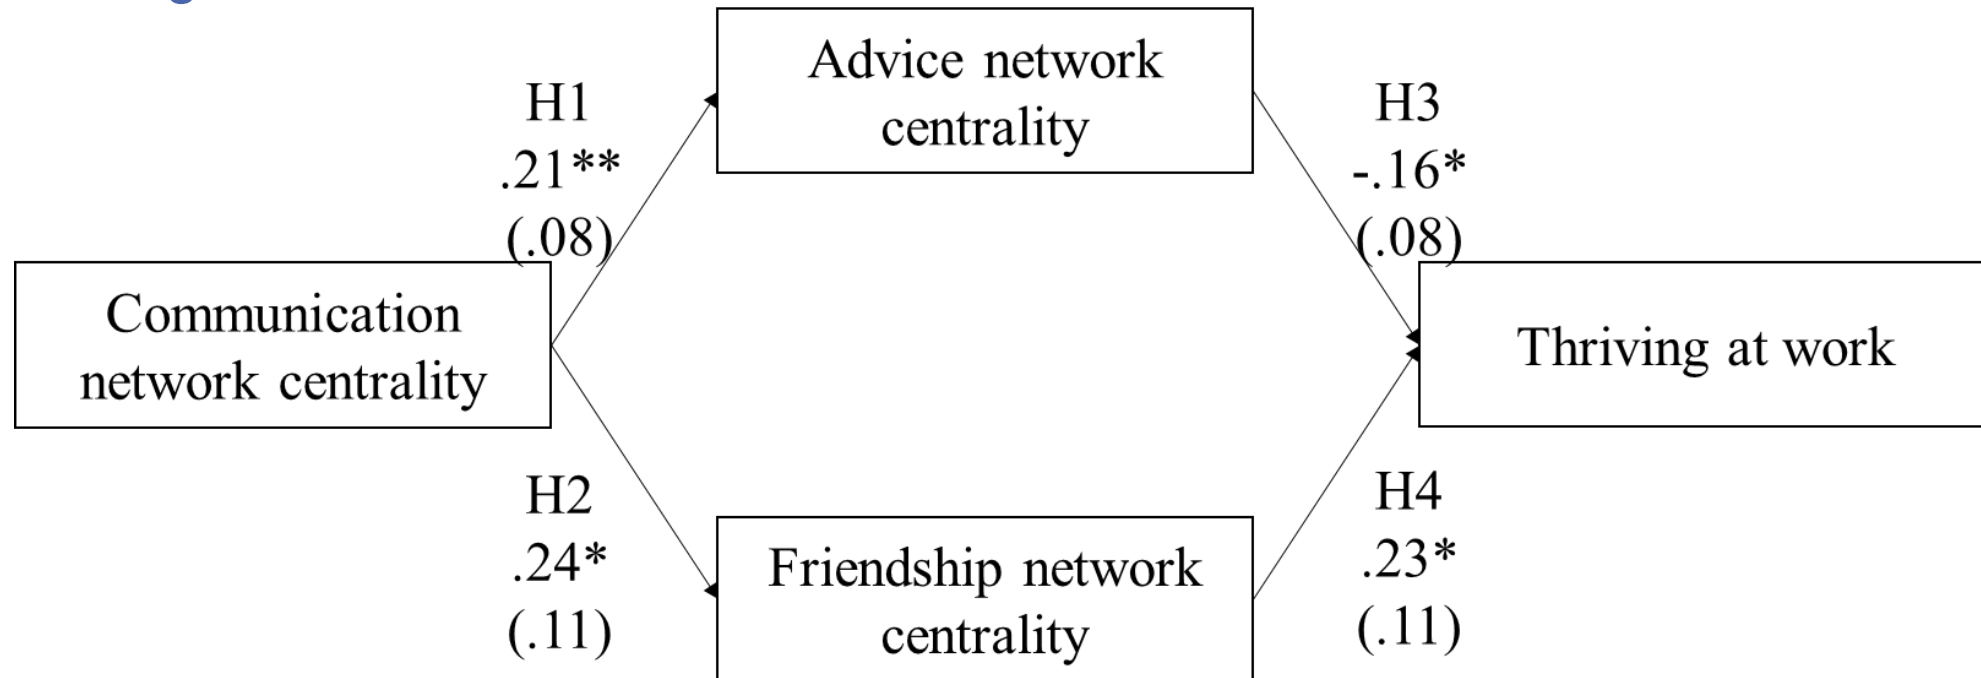 Advice network
centrality
H1
.21**
(.08)
H3
-.16*
(.08)
Communication
network centrality
Thriving at work
H2
.24*
(.11)
H4
.23*
(.11)
Friendship network
centrality